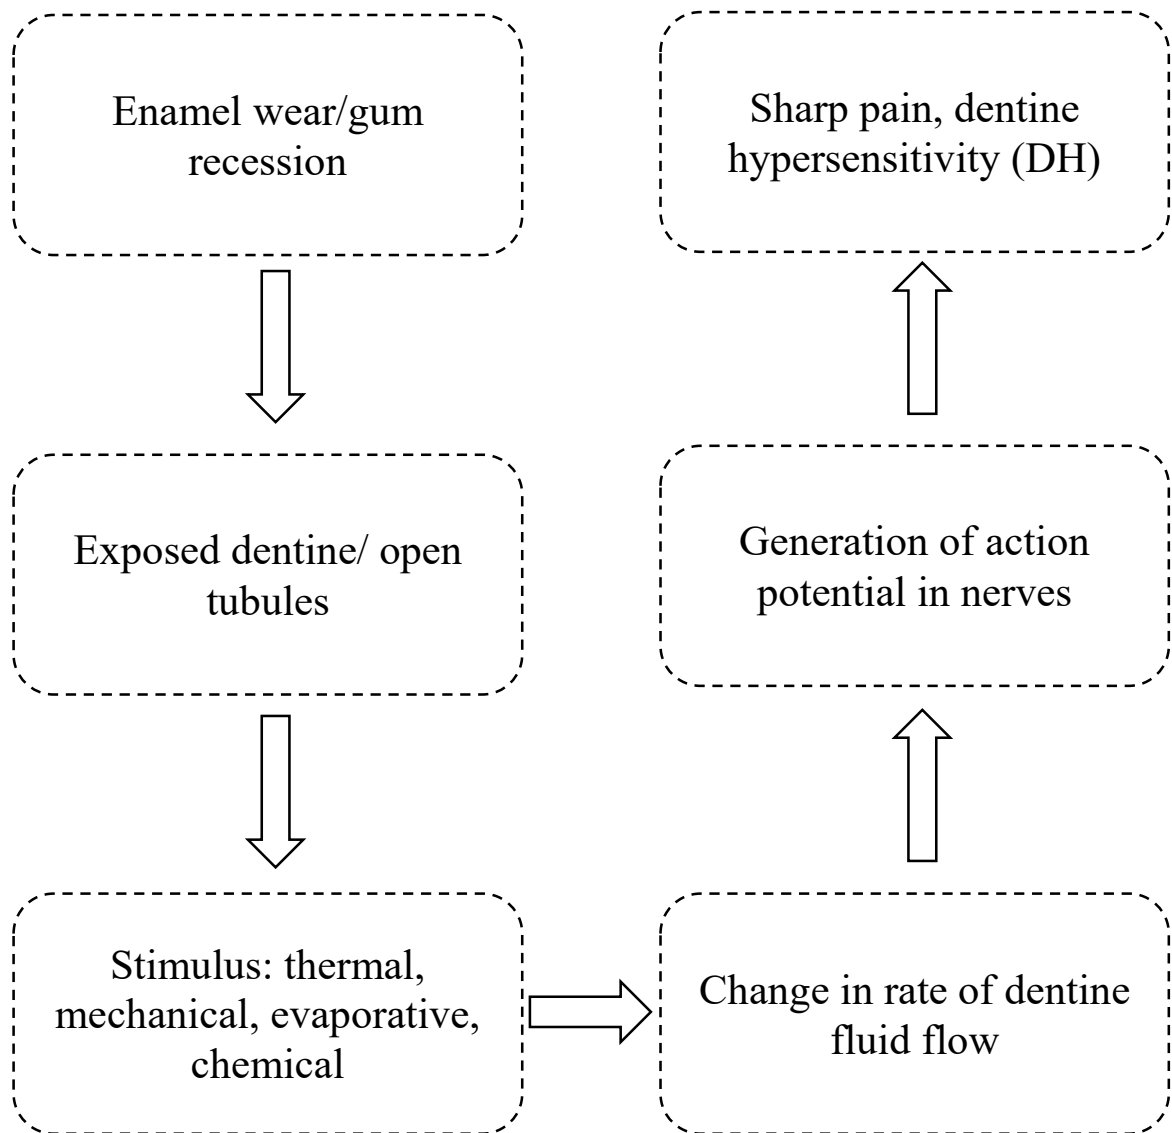 Enamel wear/gum
recession
Exposed dentine/ open
tubules
Stimulus: thermal,
mechanical, evaporative,
chemical
Change in rate of dentine
fluid flow
Generation of action
potential in nerves
Sharp pain, dentine
hypersensitivity (DH)